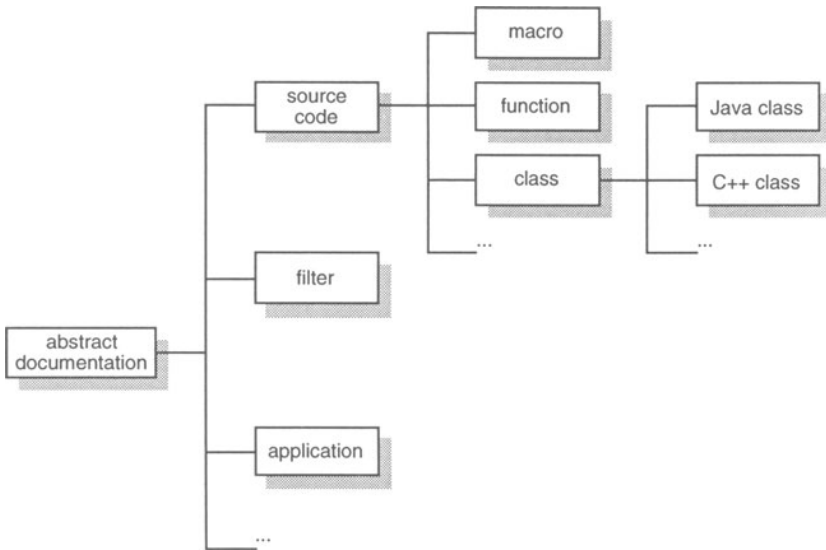 macro
source
code
function
Java class
class
C++ class
...
...
filter
abstract
documentation
application
...